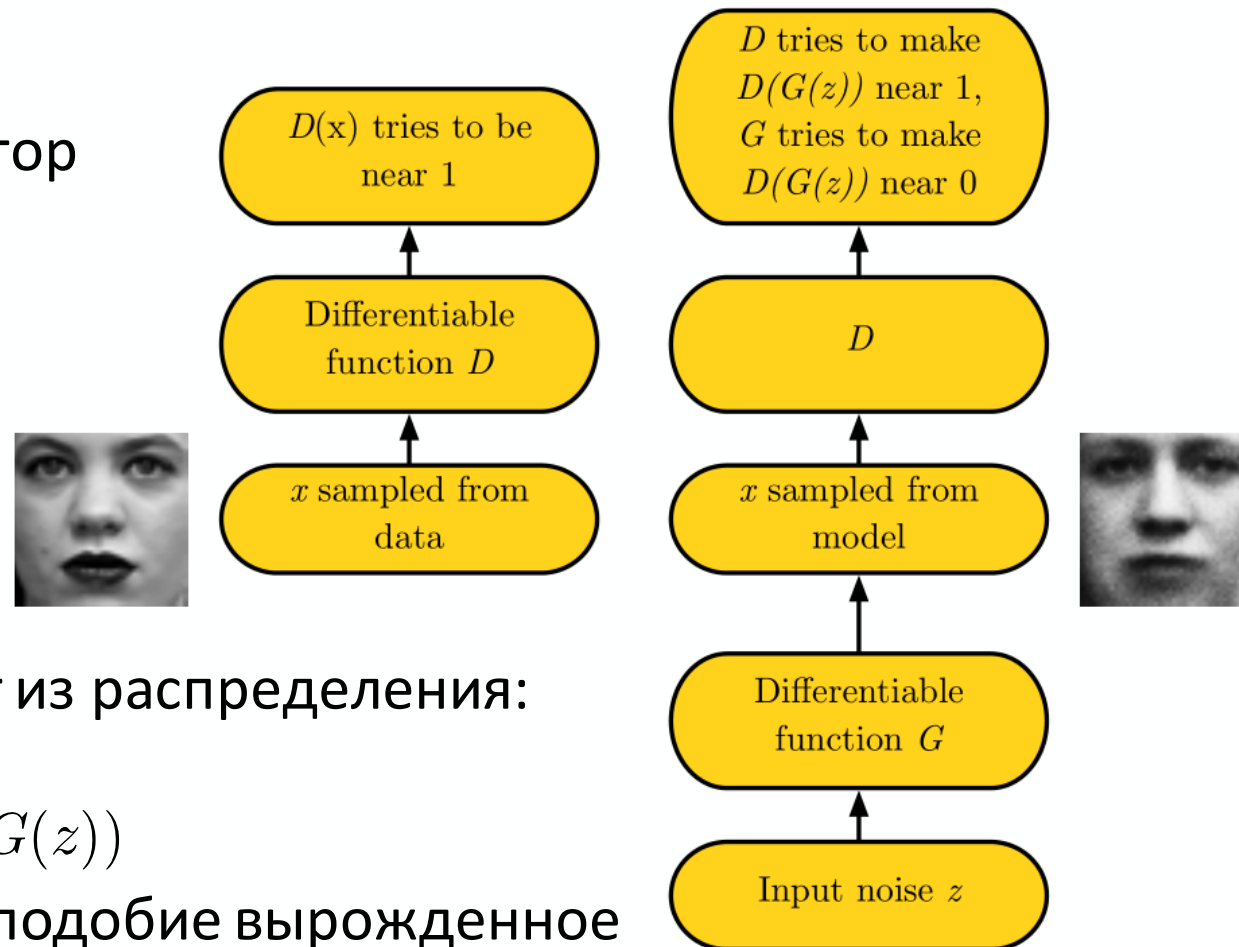 тор
D(x) tries to be
near 1
D tries to make
D(G(z)) near 1,
G tries to make
D(G(z)) near 0
Differentiable
function D
D
x sampled from
data
x sampled from
model
из распределения:
Differentiable
function G
G(z))
Input noise z
подобие вырожденное